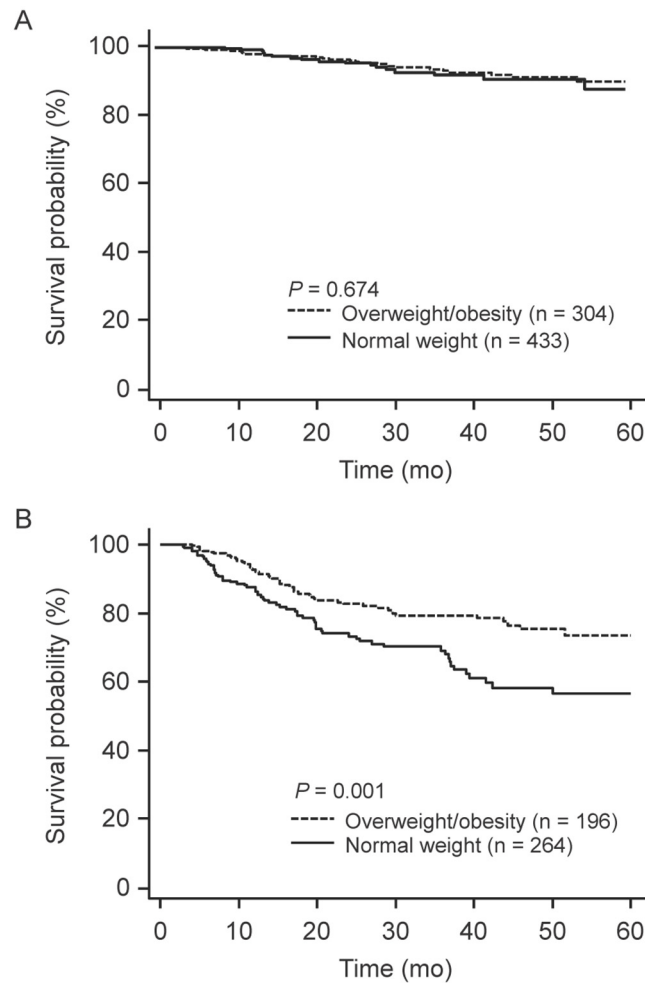 A
Survival probability (%)
100
80
60
40
20
0
P = 0.674
Overweight/obesity (n = 304)
Normal weight (n = 433)
0 10 20 30 40 50 60
Time (mo)
B
Survival probability (%)
100
80
60
40
20
0
P = 0.001
Overweight/obesity (n = 196)
Normal weight (n = 264)
0 10 20 30 40 50 60
Time (mo)